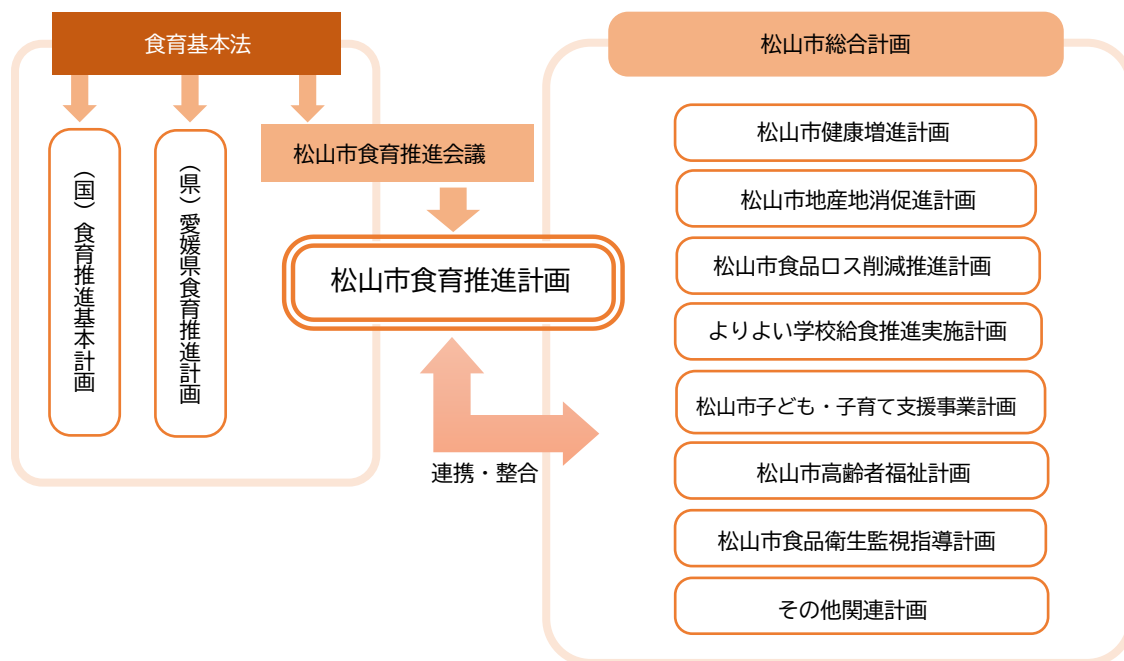 食育基本法
（国）食育推進基本計画
（県）愛媛県食育推進計画
松山市食育推進会議
松山市食育推進計画
連携・整合
松山市総合計画
松山市健康増進計画
松山市地産地消促進計画
松山市食品ロス削減推進計画
よりよい学校給食推進実施計画
松山市子ども・子育て支援事業計画
松山市高齢者福祉計画
松山市食品衛生監視指導計画
その他関連計画